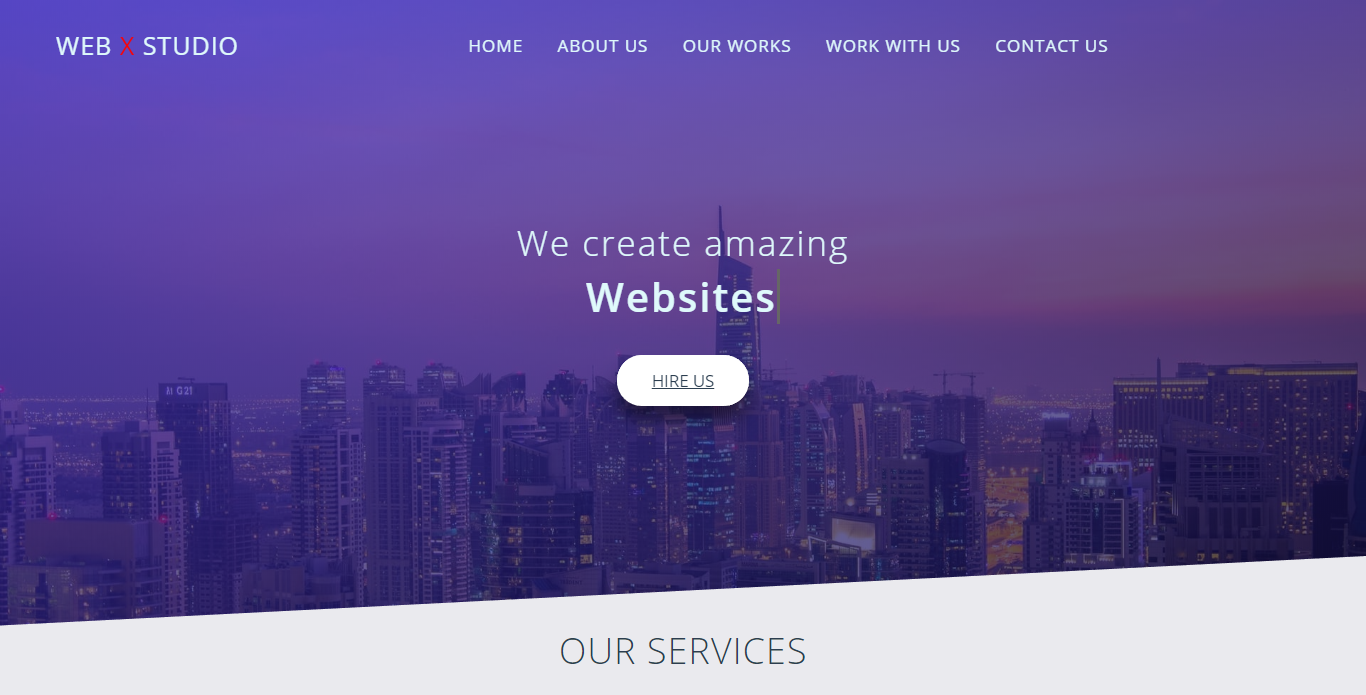 WEB X STUDIO
HOME ABOUT US OUR WORKS WORK WITH US CONTACT US
We create amazing
Websites
HIRE US
OUR SERVICES